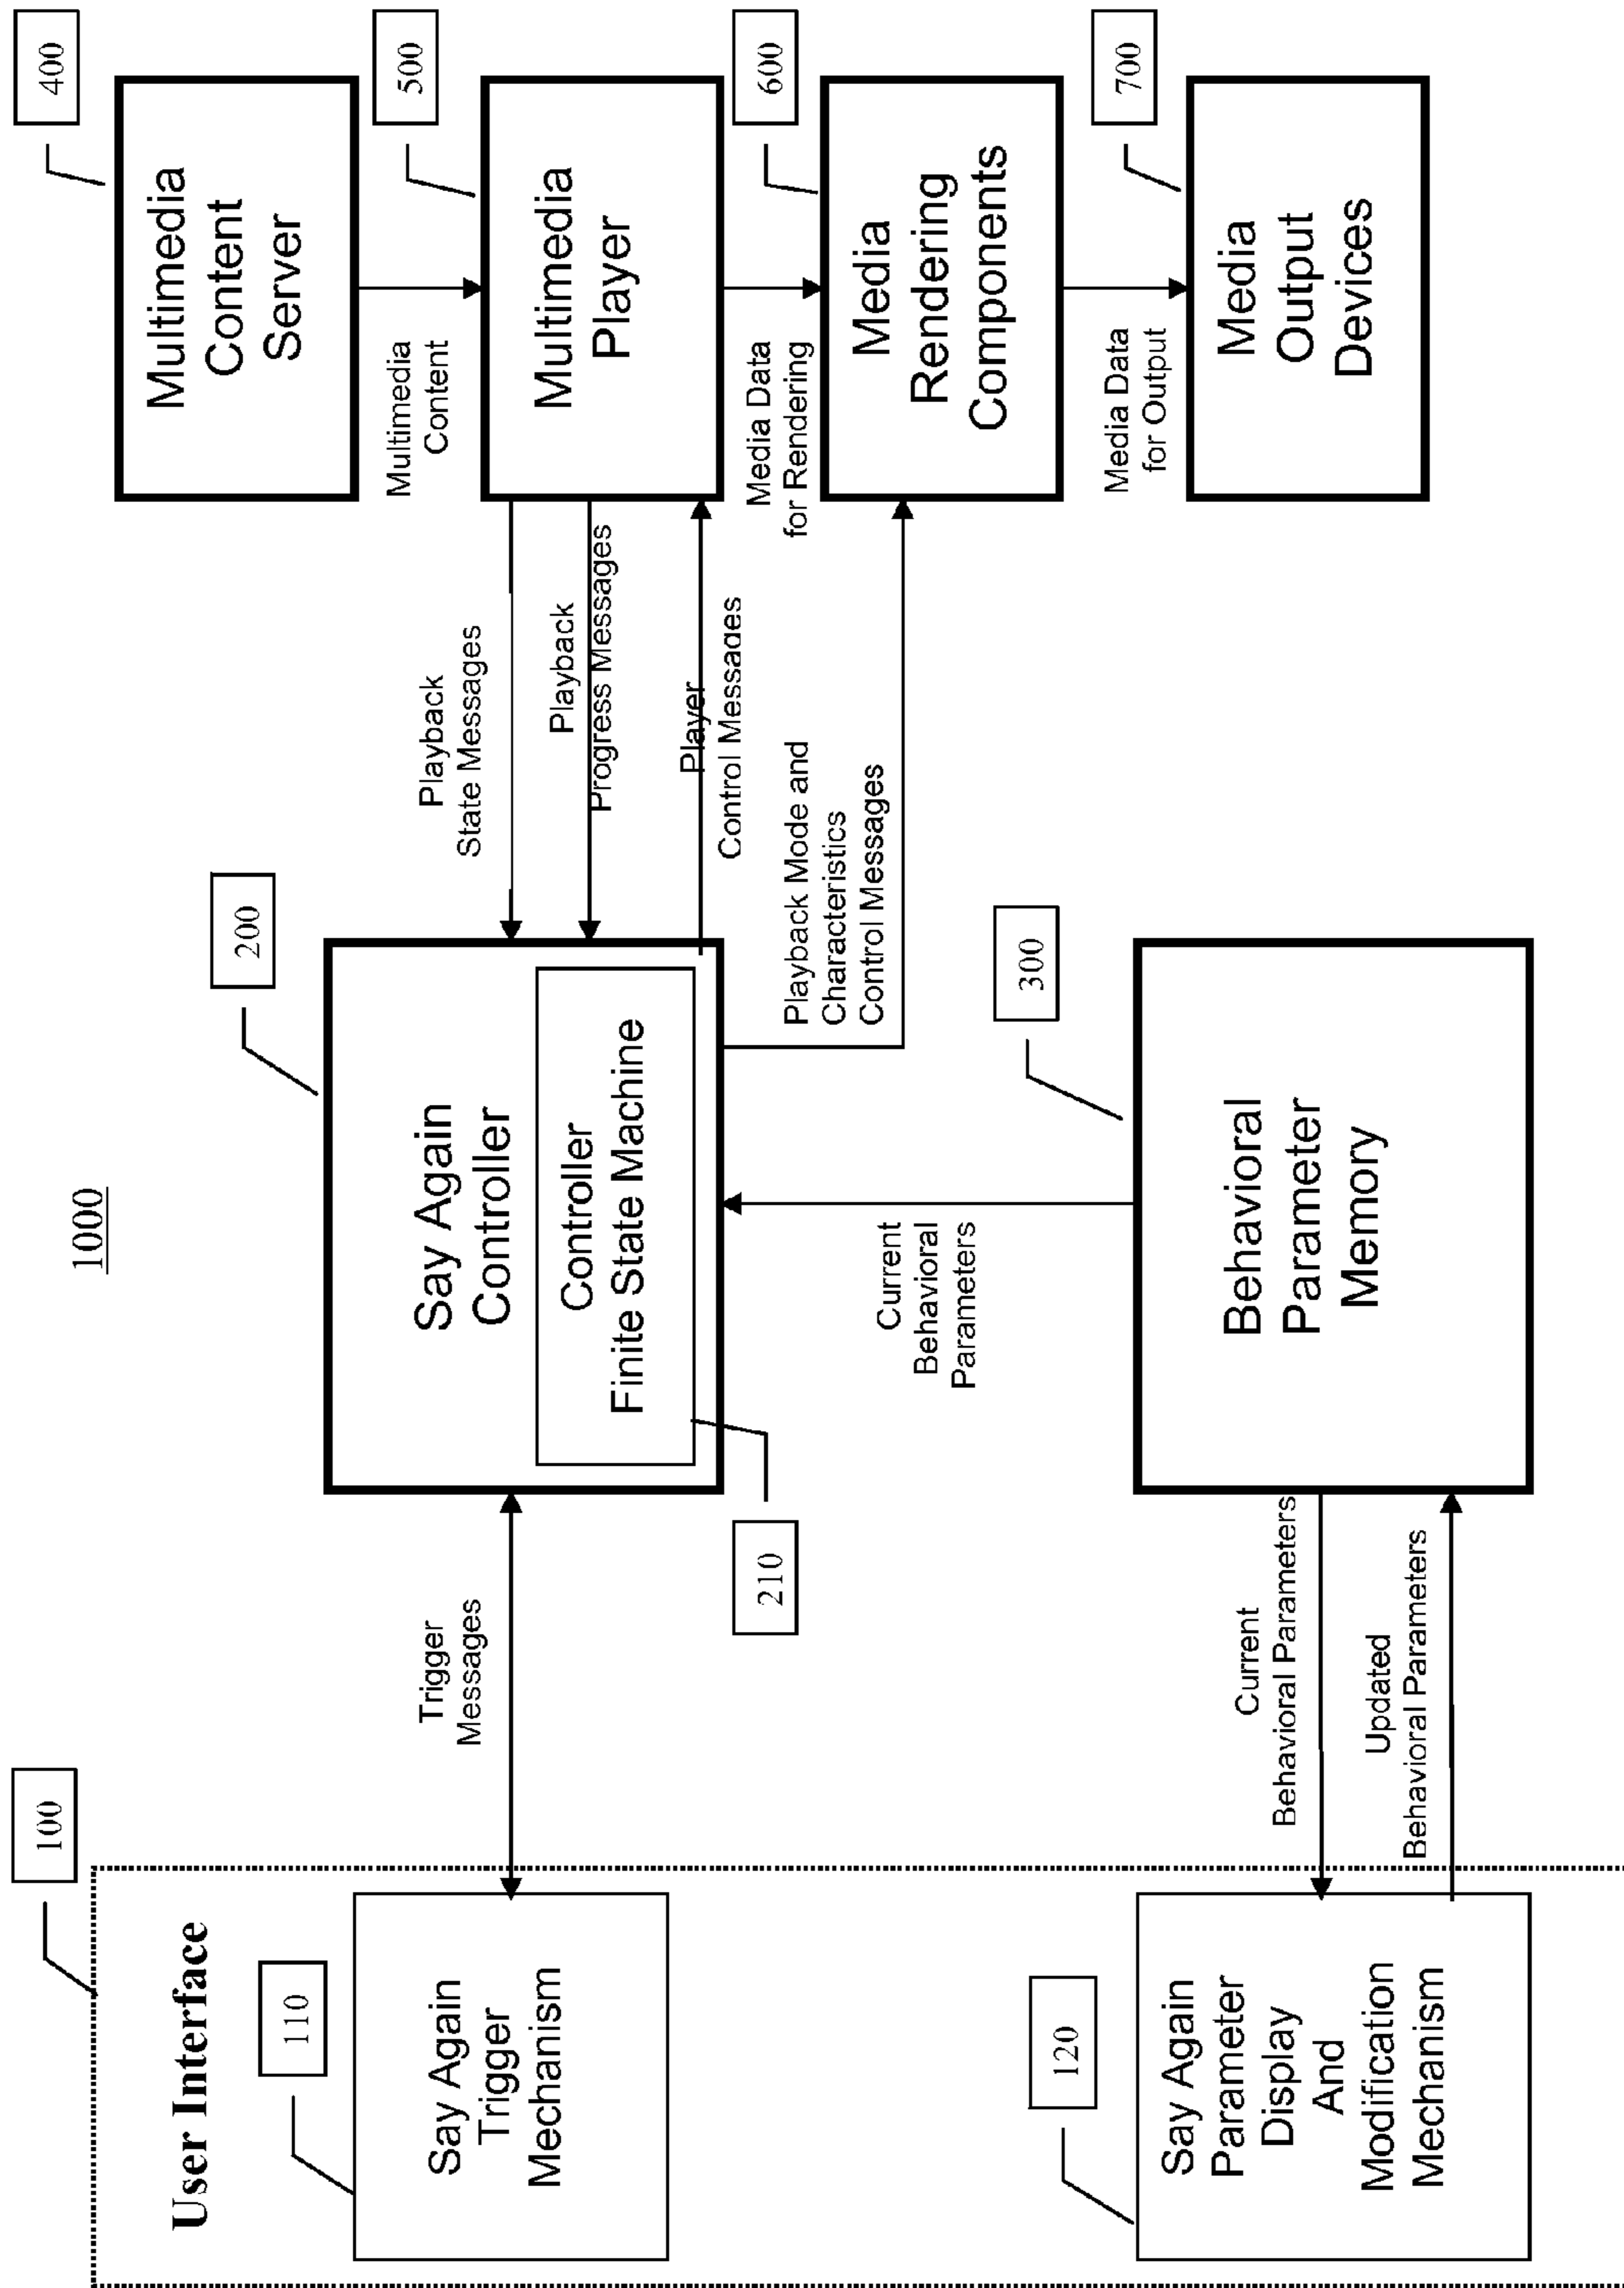 1000
100
User Interface
110
Say Again
Trigger
Mechanism
120
Say Again
Parameter
Display
And
Modification
Mechanism
Trigger
Messages
Current
Behavioral Parameters
Updated
Behavioral Parameters
200
Say Again
Controller
Controller
Finite State Machine
210
Current
Behavioral
Parameters
300
Behavioral
Parameter
Memory
Playback
State Messages
Playback
Progress Messages
Player
Control Messages
Playback Mode and
Characteristics
Control Messages
400
Multimedia
Content
Server
Multimedia
Content
500
Multimedia
Player
Media Data
for Rendering
600
Media
Rendering
Components
Media Data
for Output
700
Media
Output
Devices